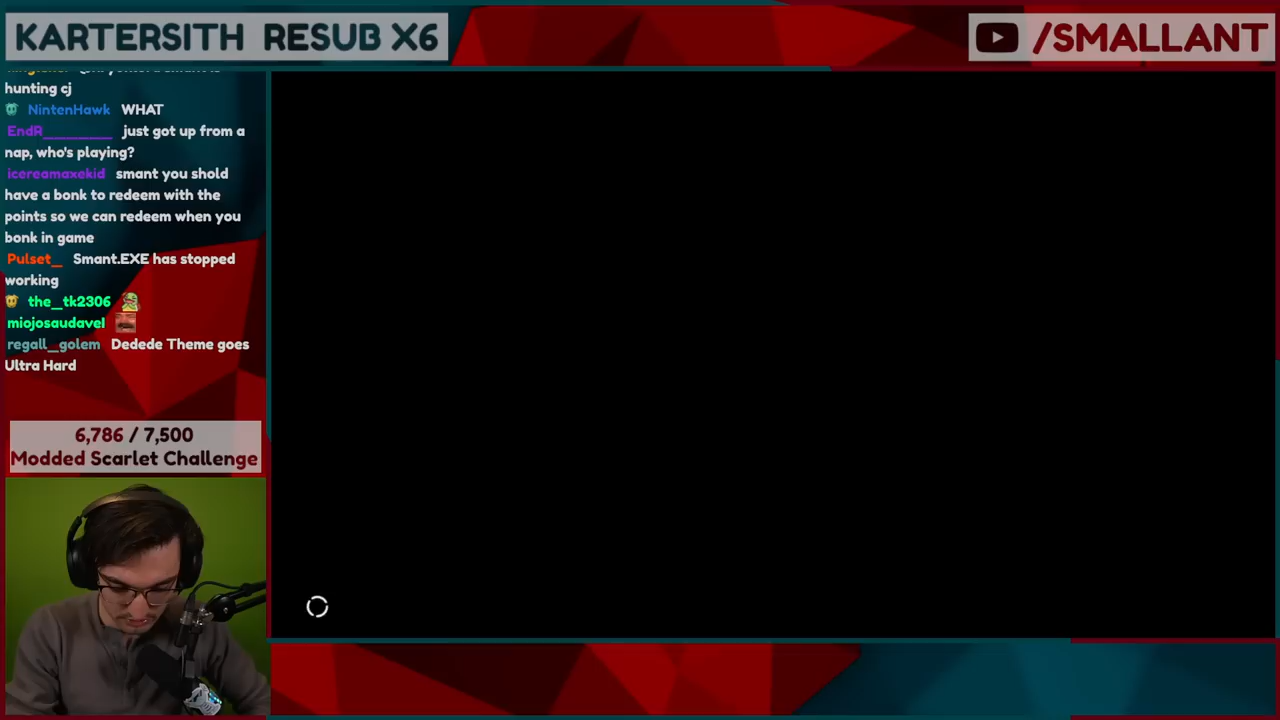 KARTERSITH RESUB X6
/SMALLANT
hunting cj
NintenHawk WHAT
EndR________ just got up from a
nap, who's playing?
icereamaxekid smant you shold
have a bonk to redeem with the
points so we can redeem when you
bonk in game
Pulset_ Smant.EXE has stopped
working
the_tk2306
miojosaudavel
regall_golem Dedede Theme goes
Ultra Hard
6,786 / 7,500
Modded Scarlet Challenge